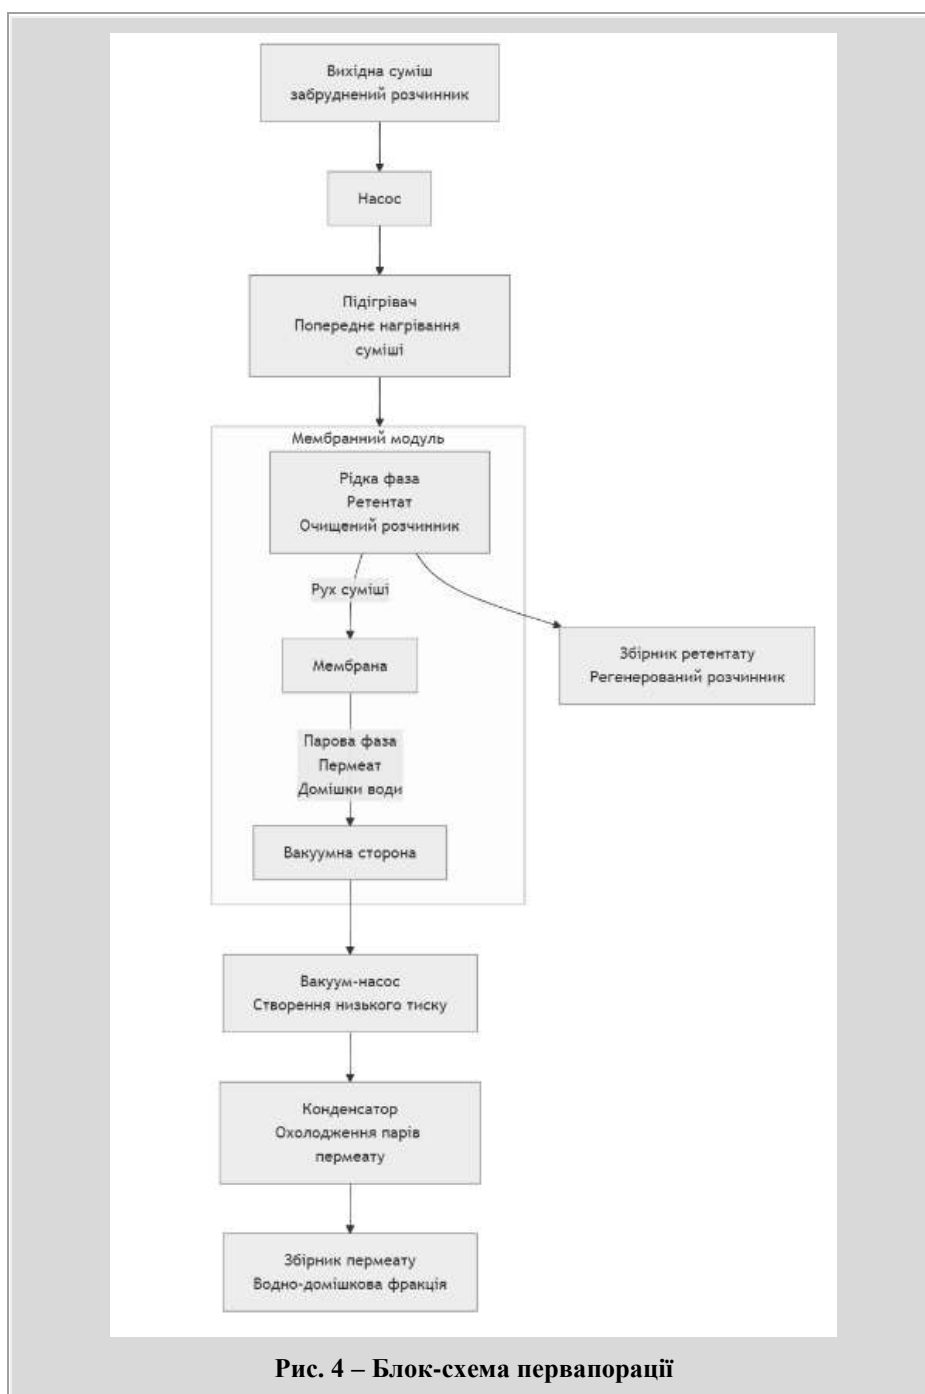 Вихідна суміш
забруднений розчинник
Насос
Підігрівач
Попереднє нагрівання
суміші
Мембранний модуль
Рідка фаза
Ретентат
Очищений розчинник
Рух суміші
Збірник ретентату
Регенерований розчинник
Мембрана
Парова фаза
Пермеат
Домішки води
Вакуумна сторона
Вакуум-насос
Створення низького тиску
Конденсатор
Охолодження парів
пермеату
Збірник пермеату
Водно-домішкова фракція
Рис. 4 – Блок-схема первапорації